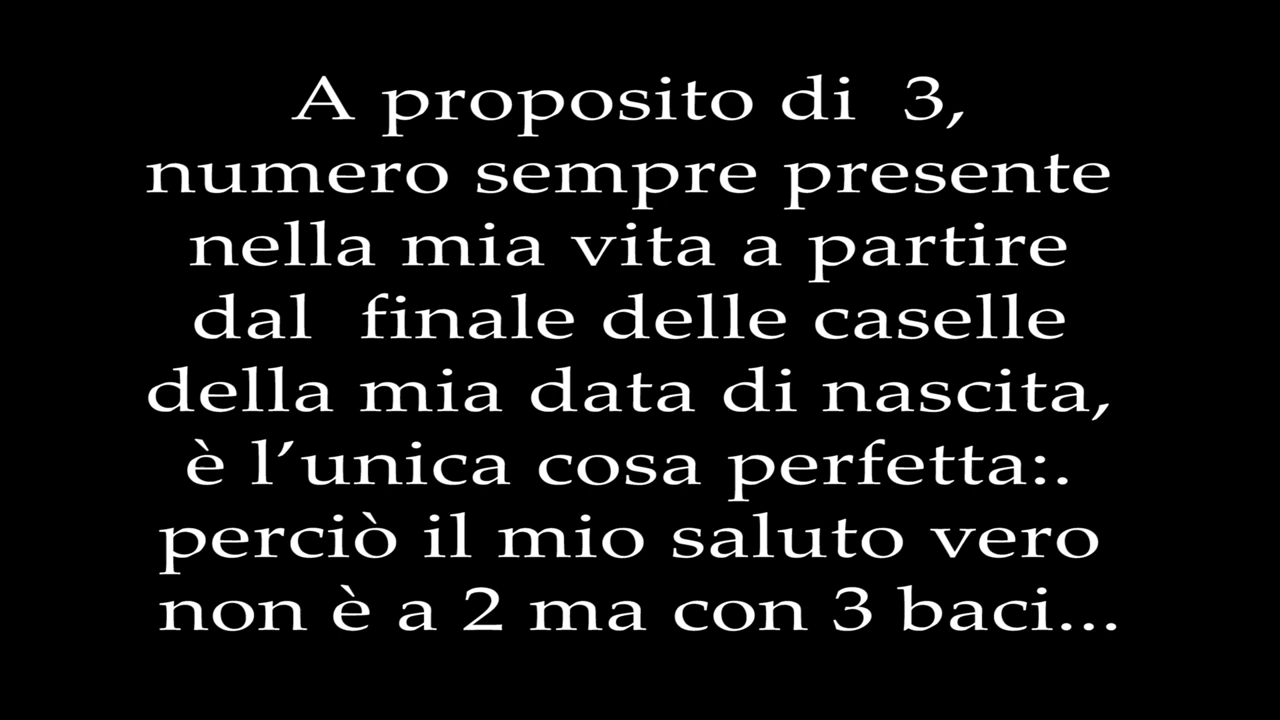 A proposito di  3,
numero sempre presente
nella mia vita a partire
dal  finale delle caselle
della mia data di nascita,
è l’unica cosa perfetta:.
perciò il mio saluto vero
non è a 2 ma con 3 baci...